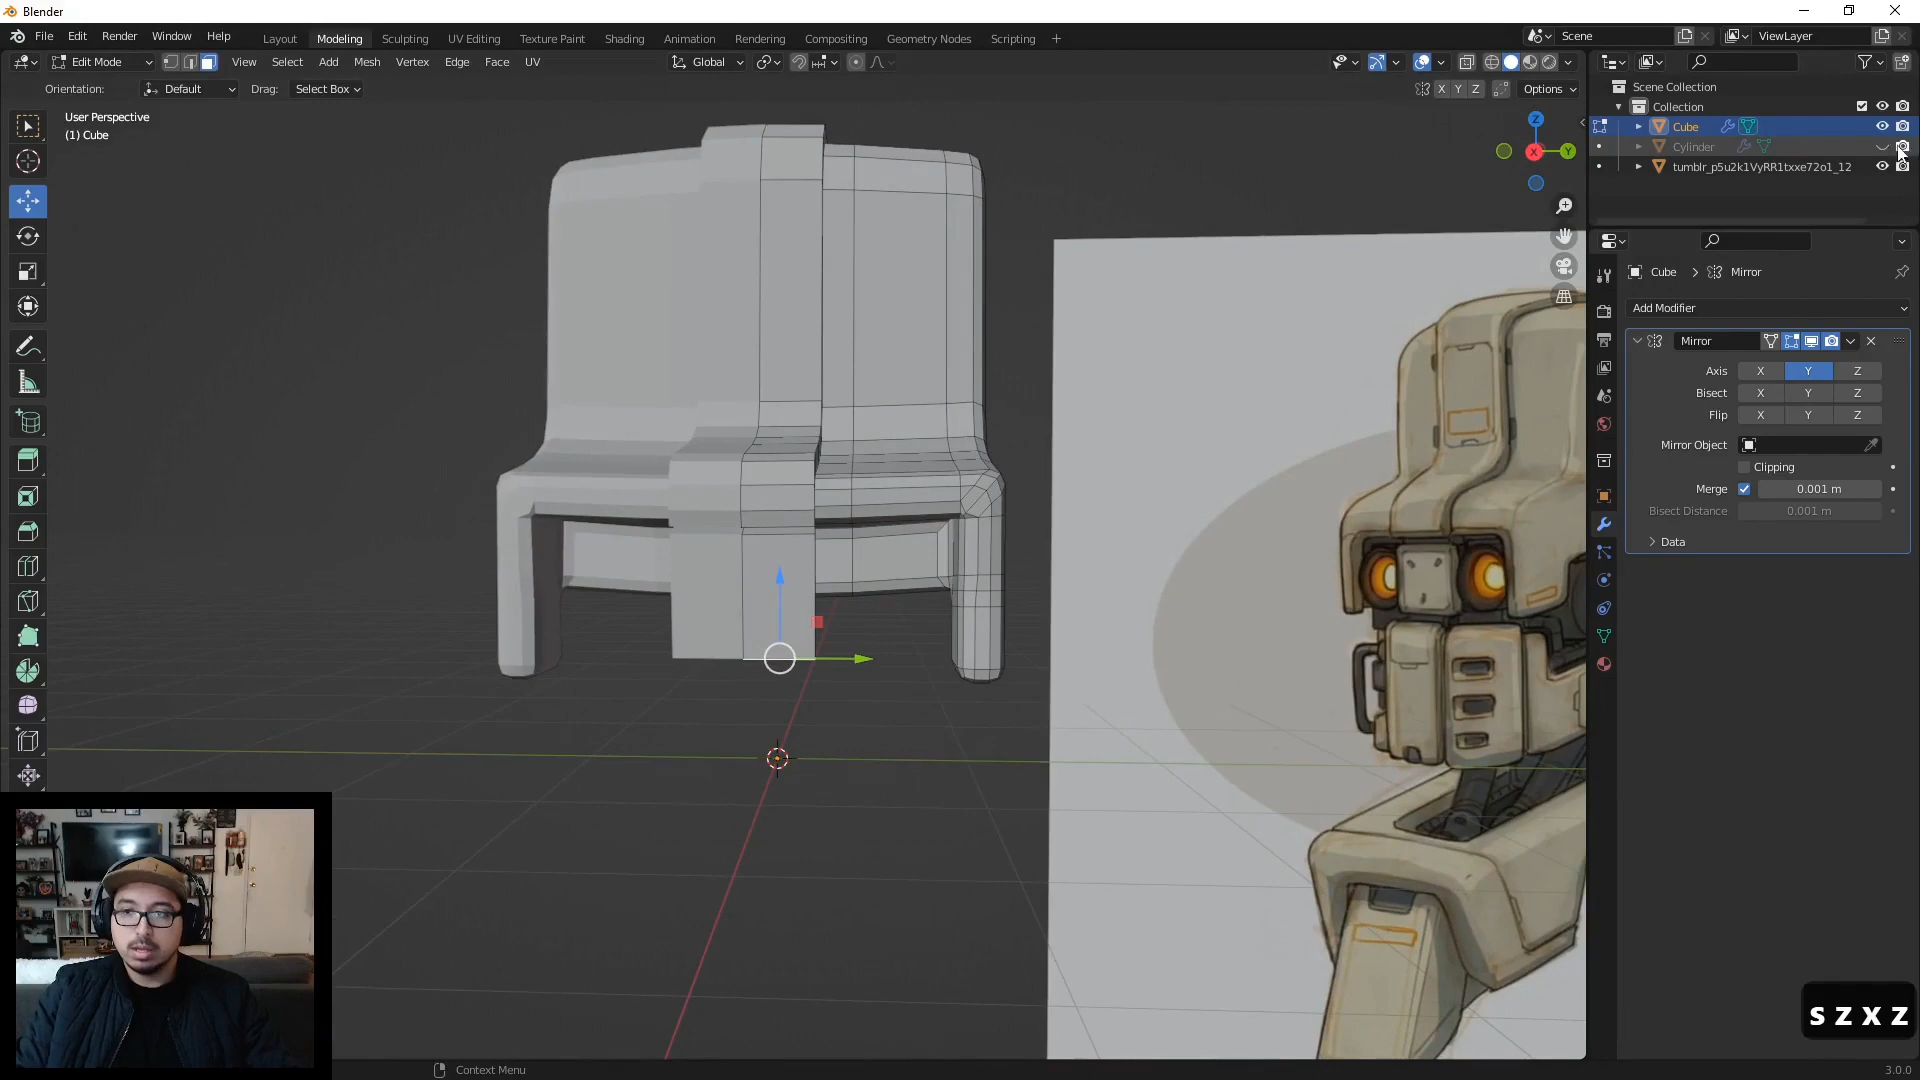 Blender
File Edit Render Window Help
Layout Modeling Sculpting UV Editing Texture Paint Shading Animation Rendering Compositing Geometry Nodes Scripting +
Scene
ViewLayer
Edit Mode
View Select Add Mesh Vertex Edge Face UV
Global
Orientation: Default Drag: Select Box
X Y Z Options
User Perspective
(1) Cube
Z
X
Y
Scene Collection
Collection
Cube
Cylinder
tumblr_p5u2k1VyRR1txxe72o1_12
Cube > Mirror
Add Modifier
Mirror
Axis X Y Z
Bisect X Y Z
Flip X Y Z
Mirror Object
Clipping
Merge 0.001 m
Bisect Distance 0.001 m
Data
S Z X Z
Context Menu
3.0.0